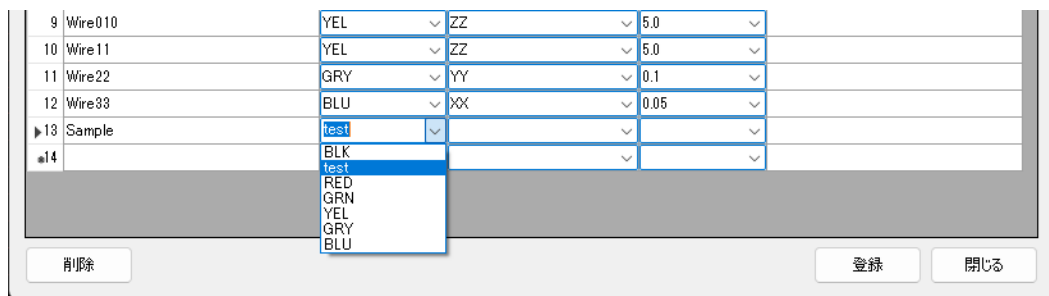 9 Wire010 YEL ZZ 5.0
10 Wire11 YEL ZZ 5.0
11 Wire22 GRY YY 0.1
12 Wire33 BLU XX 0.05
13 Sample test
14
BLK
test
RED
GRN
YEL
GRY
BLU
削除 登録 閉じる